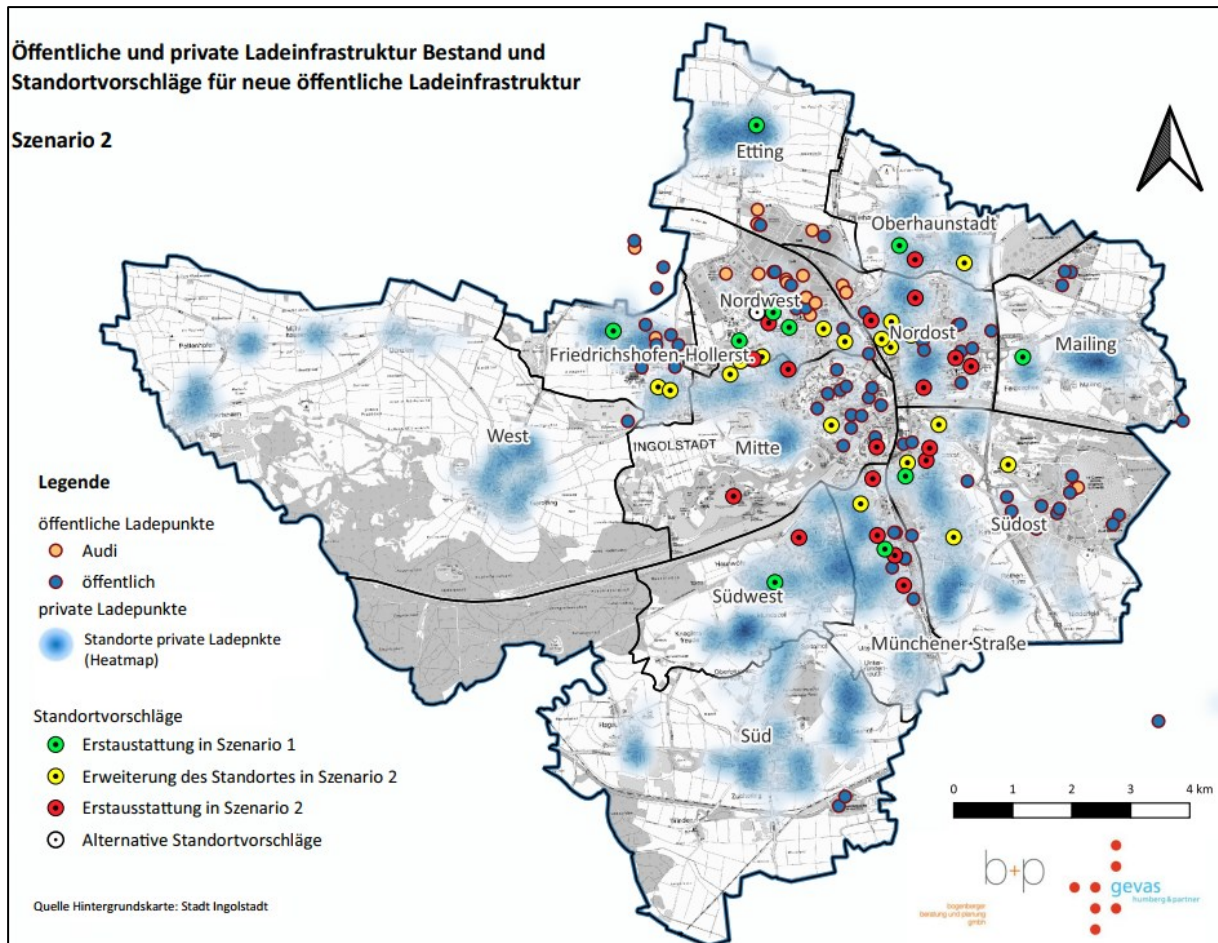 Öffentliche und private Ladeinfrastruktur Bestand und
Standortvorschläge für neue öffentliche Ladeinfrastruktur
Szenario 2
Etting
Oberhaunstadt
Nordwest
Nordost
Mailing
Friedrichshofen-Hollerst.
West
INGOLSTADT
Mitte
Südost
Südwest
Münchener Straße
Süd
Legende
öffentliche Ladepunkte
Audi
öffentlich
private Ladepunkte
Standorte private Ladepnkte
(Heatmap)
Standortvorschläge
Erstaustattung in Szenario 1
Erweiterung des Standortes in Szenario 2
Erstausstattung in Szenario 2
Alternative Standortvorschläge
Quelle Hintergrundskarte: Stadt Ingolstadt
0 1 2 3 4 km
b+p
bogenberger
beratung und planung
gmbh
gevas
humberg & partner